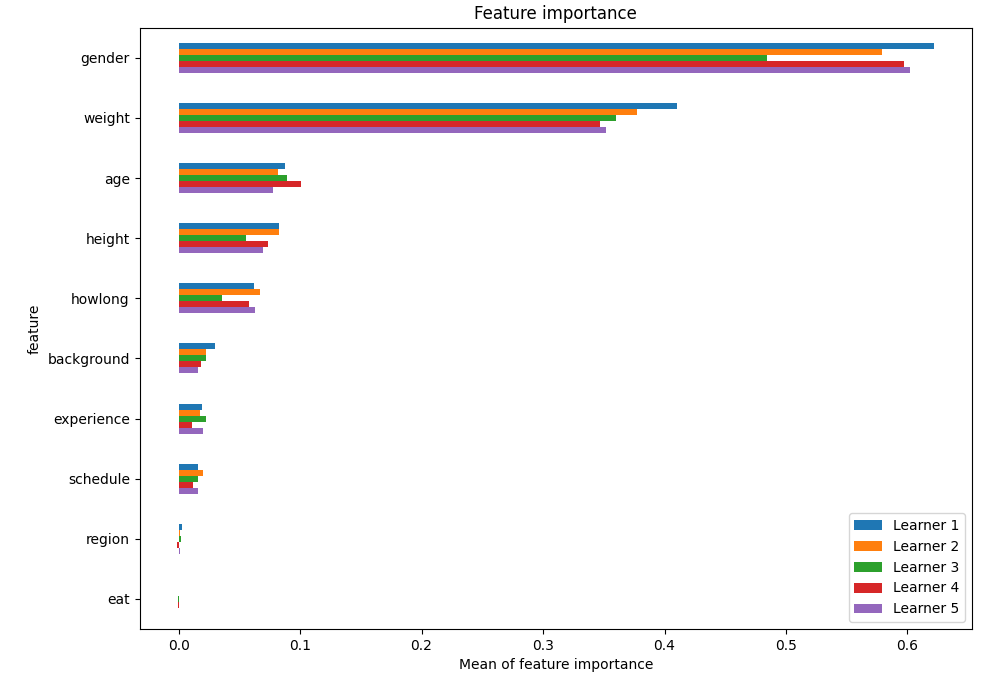 Feature importance
gender
weight
age
height
howlong
background
experience
schedule
region
eat
feature
Learner 1
Learner 2
Learner 3
Learner 4
Learner 5
0.0 0.1 0.2 0.3 0.4 0.5 0.6
Mean of feature importance